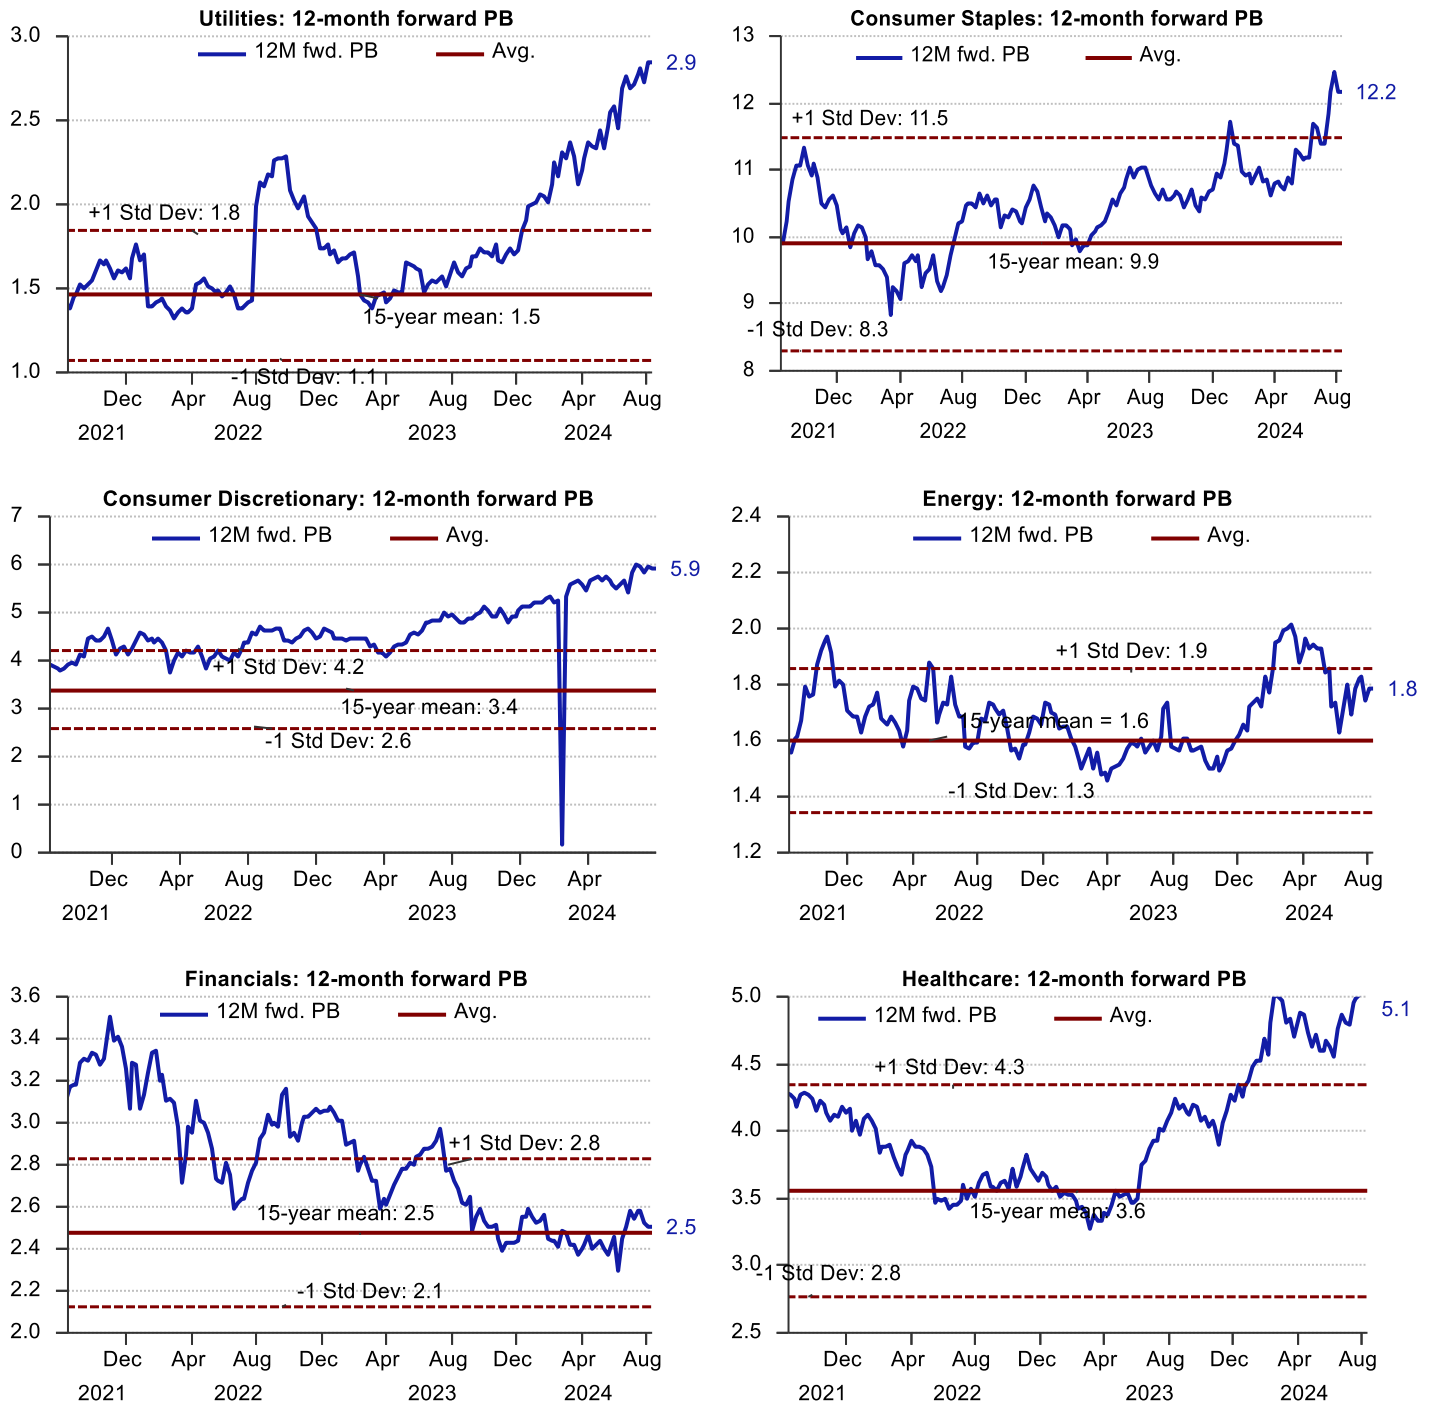 Utilities: 12-month forward PB
12M fwd. PB
Avg.
3.0
2.5
2.0
1.5
1.0
2.9
+1 Std Dev: 1.8
15-year mean: 1.5
-1 Std Dev: 1.1
Dec Apr Aug Dec Apr Aug Dec Apr Aug
2021 2022 2023 2024
Consumer Staples: 12-month forward PB
12M fwd. PB
Avg.
13
12
11
10
9
8
12.2
+1 Std Dev: 11.5
15-year mean: 9.9
-1 Std Dev: 8.3
Dec Apr Aug Dec Apr Aug Dec Apr Aug
2021 2022 2023 2024
Consumer Discretionary: 12-month forward PB
12M fwd. PB
Avg.
7
6
5
4
3
2
1
0
5.9
+1 Std Dev: 4.2
15-year mean: 3.4
-1 Std Dev: 2.6
Dec Apr Aug Dec Apr Aug Dec Apr
2021 2022 2023 2024
Energy: 12-month forward PB
12M fwd. PB
Avg.
2.4
2.2
2.0
1.8
1.6
1.4
1.2
1.8
+1 Std Dev: 1.9
15-year mean = 1.6
-1 Std Dev: 1.3
Dec Apr Aug Dec Apr Aug Dec Apr Aug
2021 2022 2023 2024
Financials: 12-month forward PB
12M fwd. PB
Avg.
3.6
3.4
3.2
3.0
2.8
2.6
2.4
2.2
2.0
2.5
+1 Std Dev: 2.8
15-year mean: 2.5
-1 Std Dev: 2.1
Dec Apr Aug Dec Apr Aug Dec Apr Aug
2021 2022 2023 2024
Healthcare: 12-month forward PB
12M fwd. PB
Avg.
5.0
4.5
4.0
3.5
3.0
2.5
5.1
+1 Std Dev: 4.3
15-year mean: 3.6
-1 Std Dev: 2.8
Dec Apr Aug Dec Apr Aug Dec Apr Aug
2021 2022 2023 2024